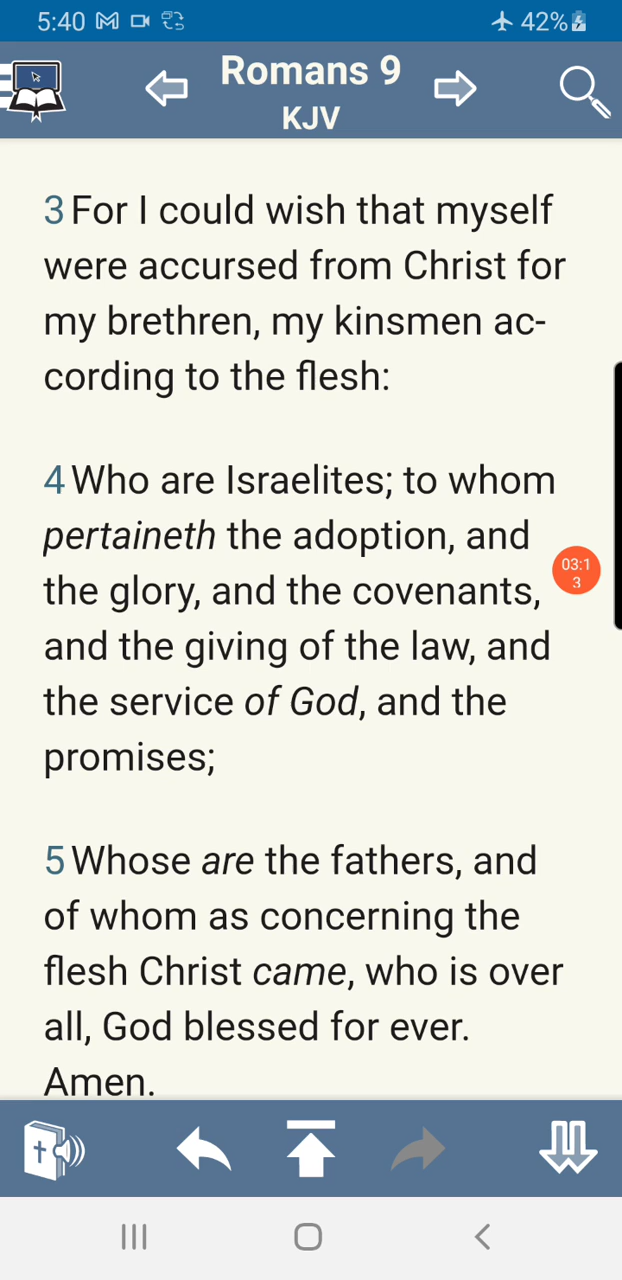 5:40
42%
Romans 9
KJV
3 For I could wish that myself
were accursed from Christ for
my brethren, my kinsmen ac-
cording to the flesh:
4 Who are Israelites; to whom
pertaineth the adoption, and
the glory, and the covenants,
and the giving of the law, and
the service of God, and the
promises;
03:1
3
5 Whose are the fathers, and
of whom as concerning the
flesh Christ came, who is over
all, God blessed for ever.
Amen.